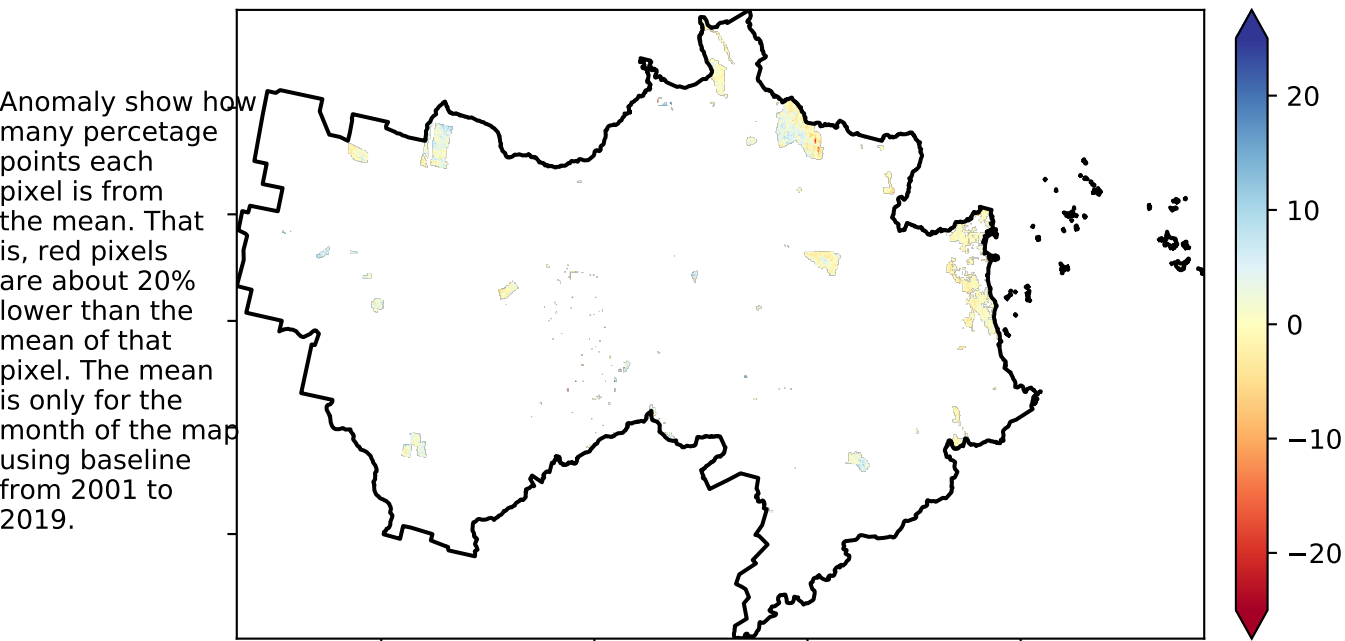 Anomaly show how
many percetage
points each
pixel is from
the mean. That
is, red pixels
are about 20%
lower than the
mean of that
pixel. The mean
is only for the
month of the map
using baseline
from 2001 to
2019.
20
10
0
−10
−20